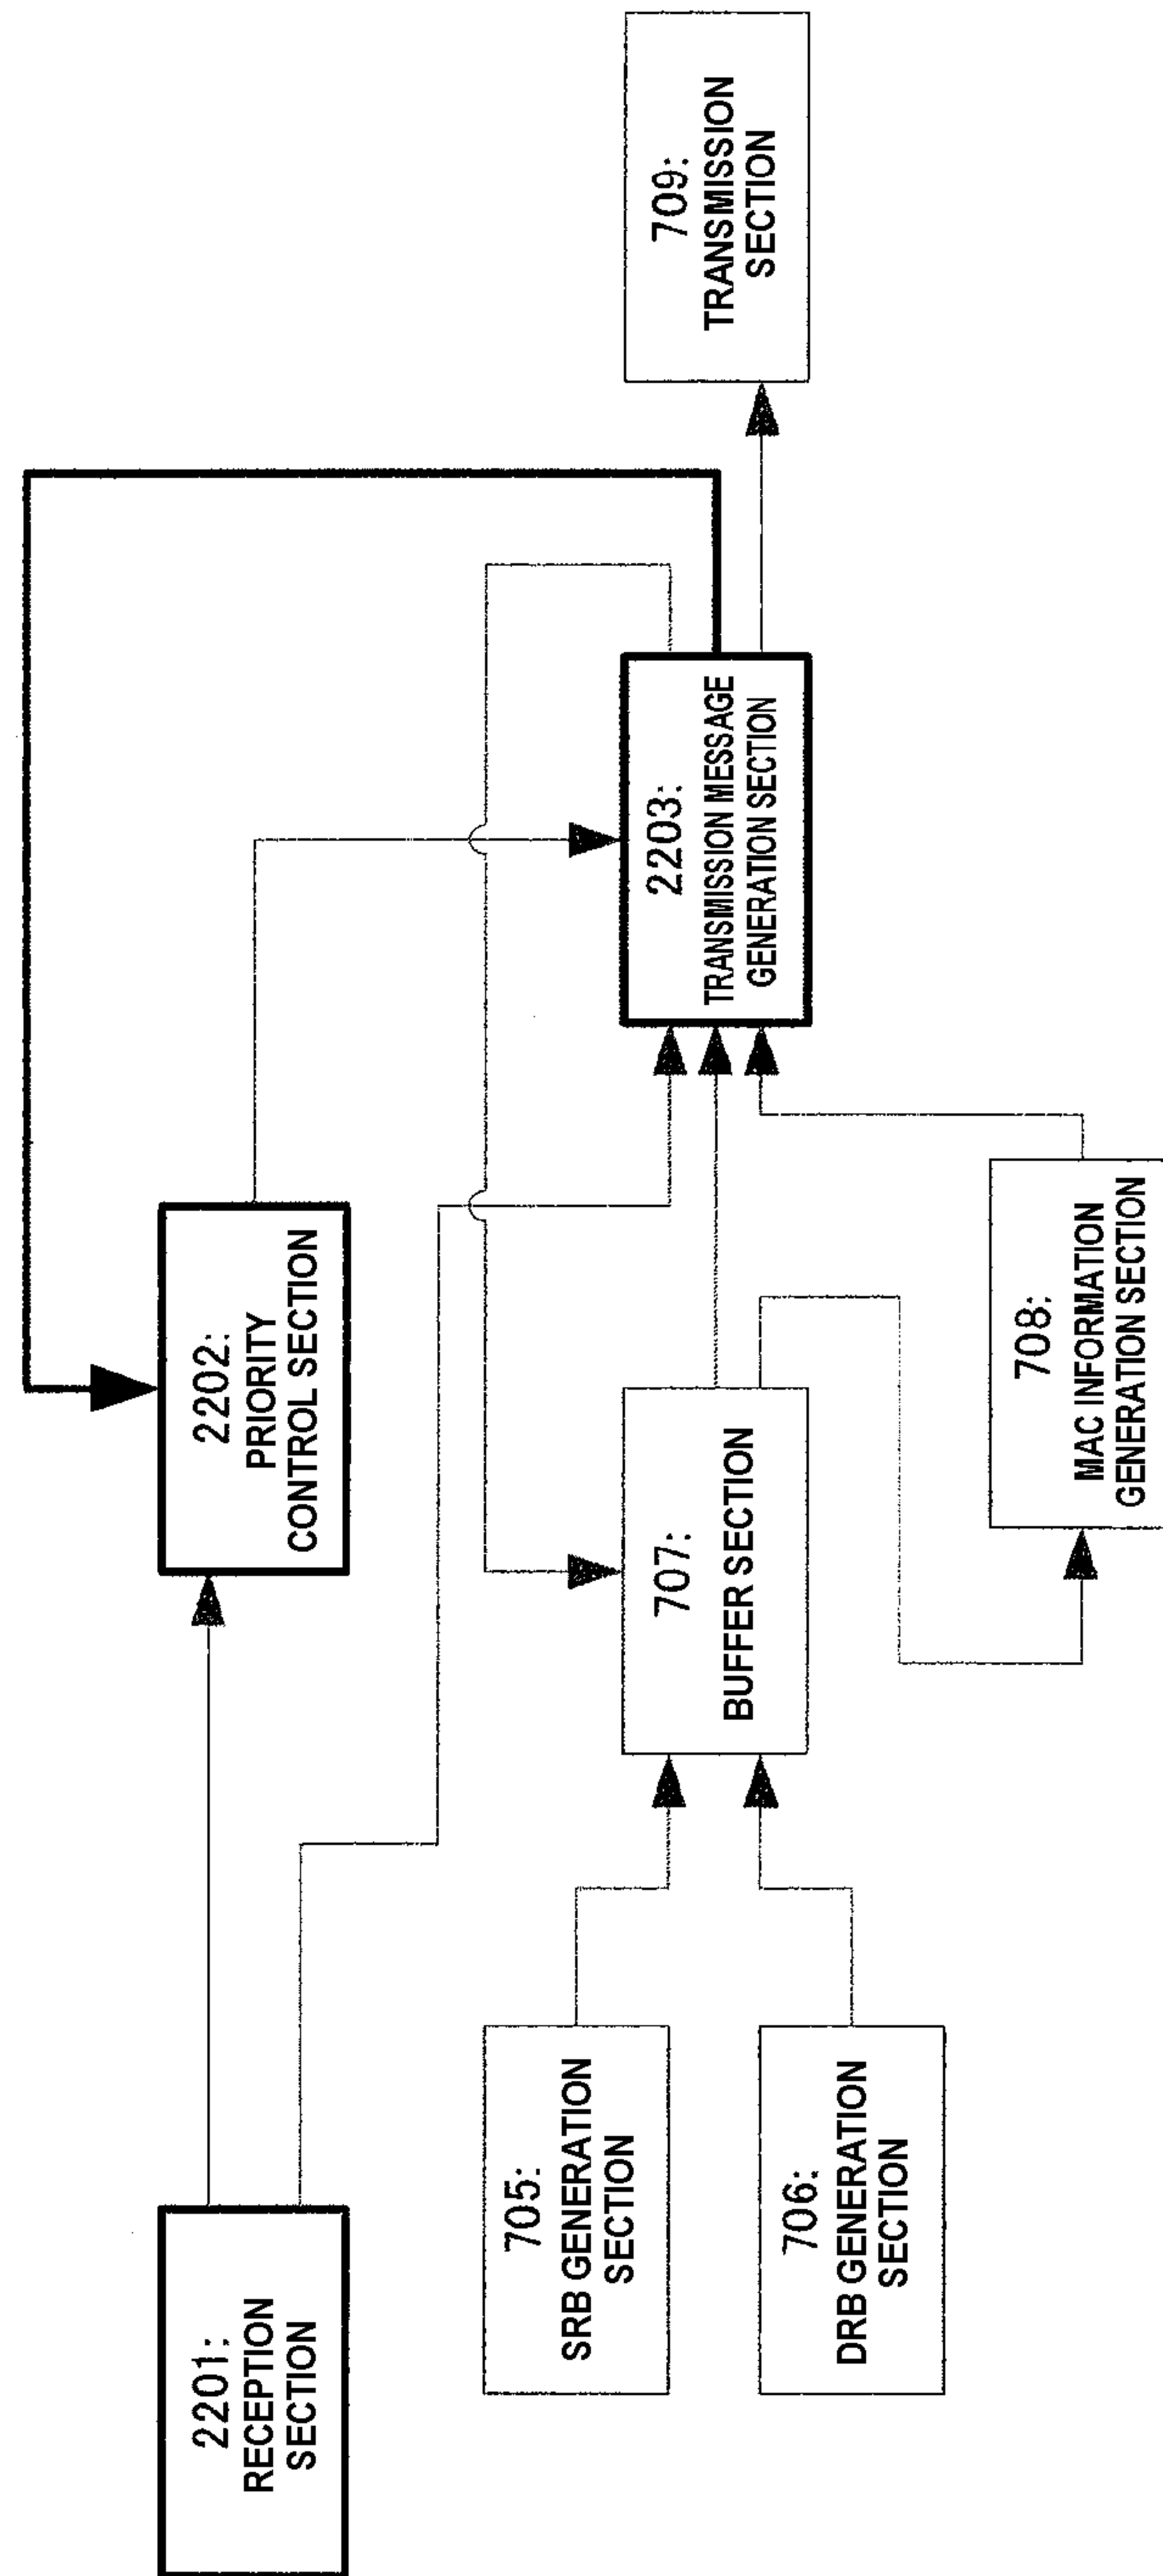 2201:
RECEPTION
SECTION
2202:
PRIORITY
CONTROL SECTION
705:
SRB GENERATION
SECTION
706:
DRB GENERATION
SECTION
707:
BUFFER SECTION
708:
MAC INFORMATION
GENERATION SECTION
2203:
TRANSMISSION MESSAGE
GENERATION SECTION
709:
TRANSMISSION
SECTION